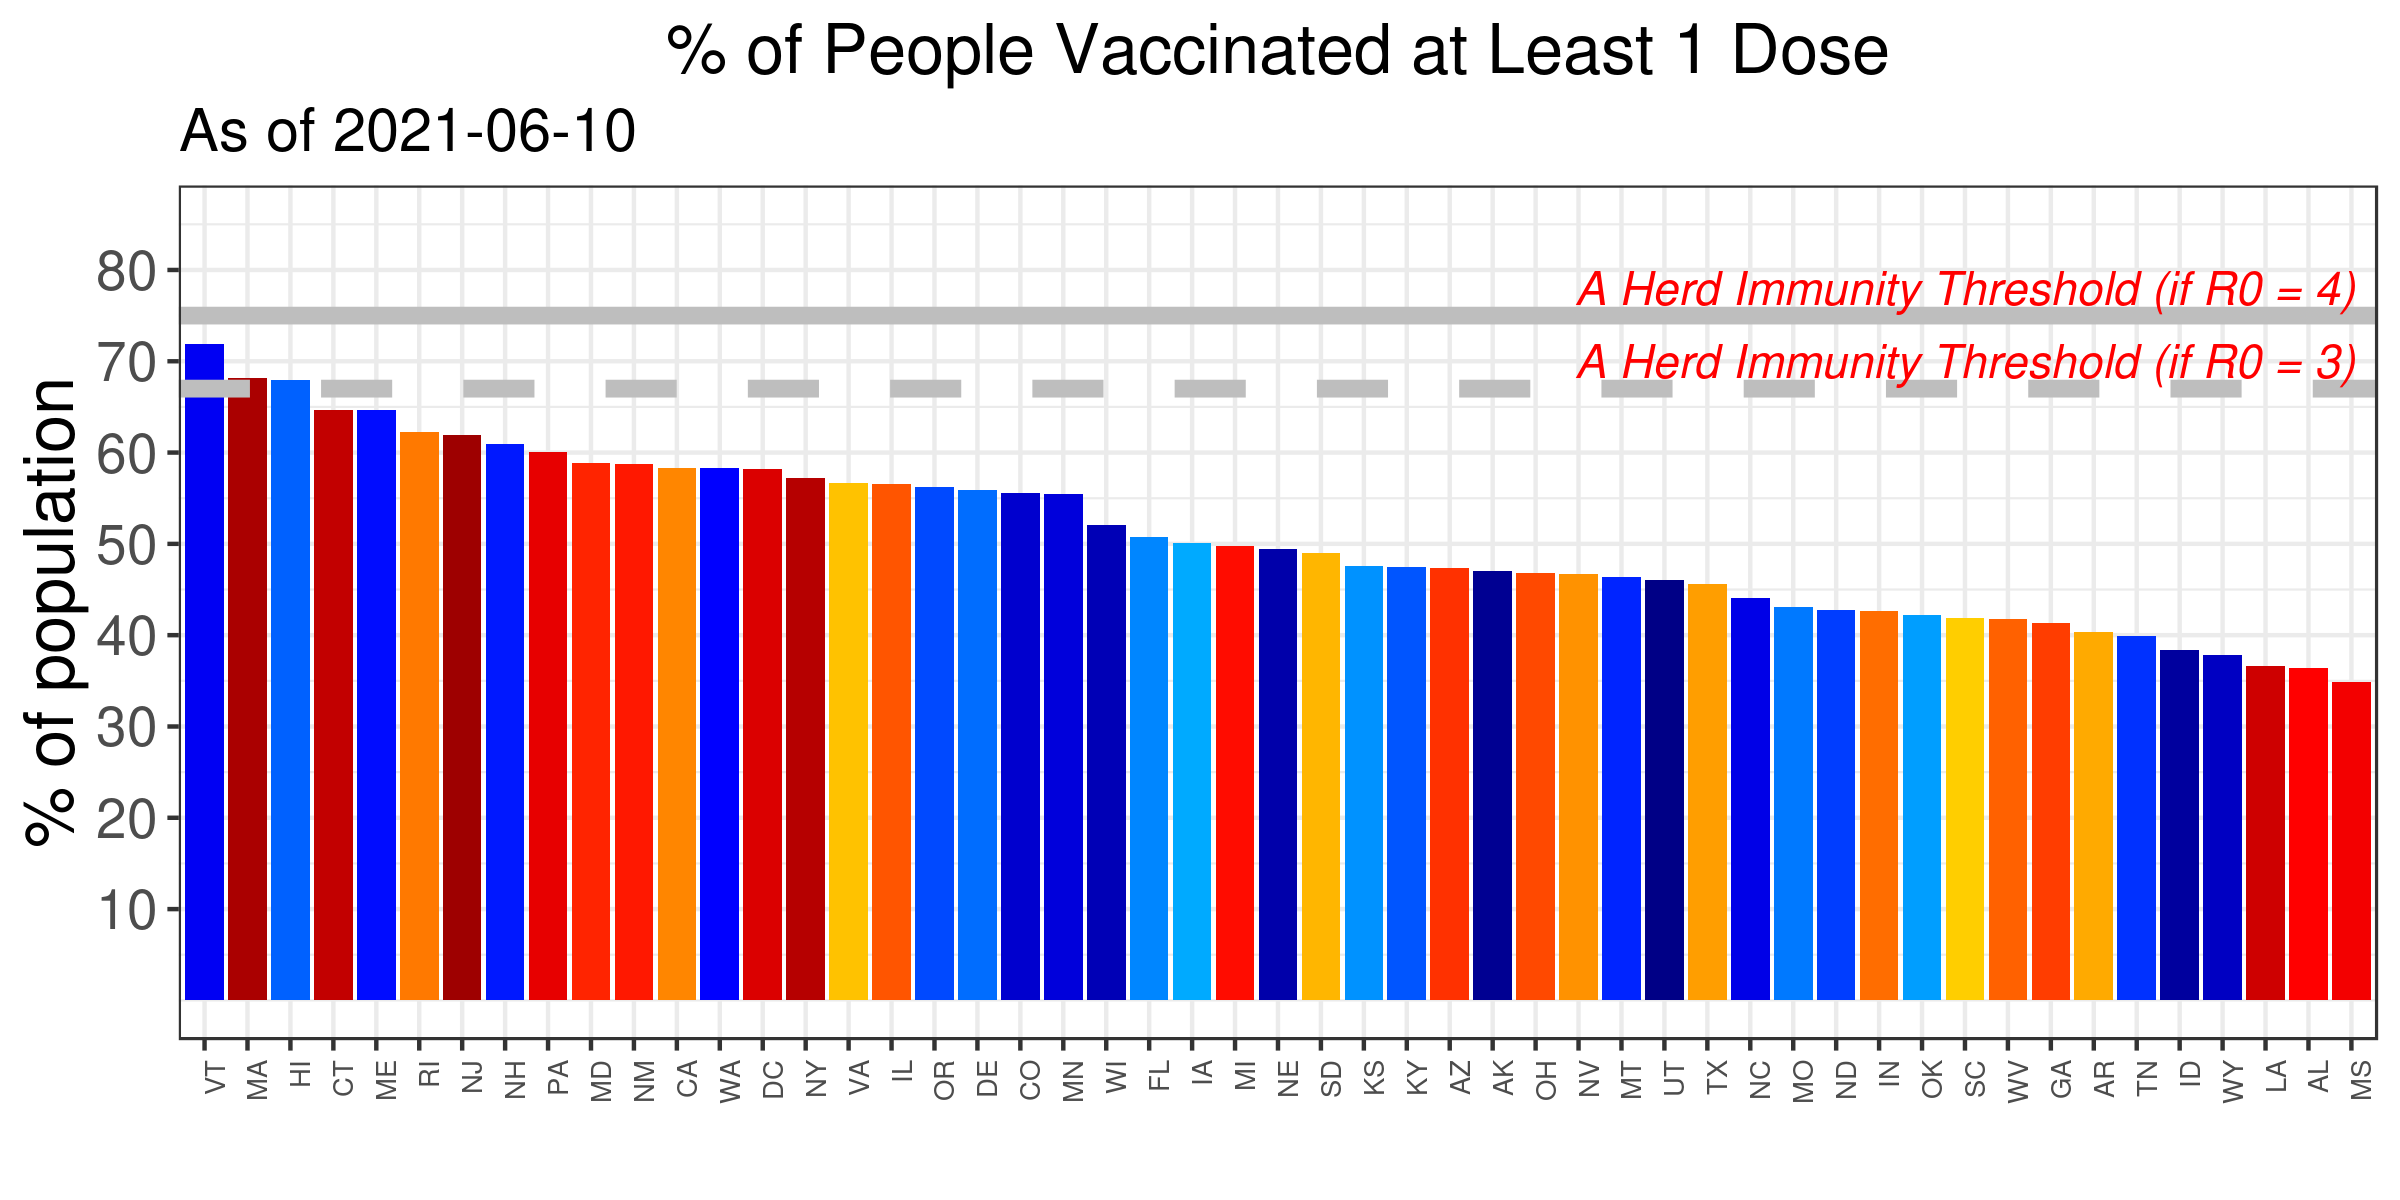 % of People Vaccinated at Least 1 Dose
As of 2021-06-10
% of population
80
70
60
50
40
30
20
10
A Herd Immunity Threshold (if R0 = 4)
A Herd Immunity Threshold (if R0 = 3)
VT MA HI CT ME RI NJ NH PA MD NM CA WA DC NY VA IL OR DE CO MN WI FL IA MI NE SD KS KY AZ AK OH NV MT UT TX NC MO ND IN OK SC WV GA AR TN ID WY LA AL MS